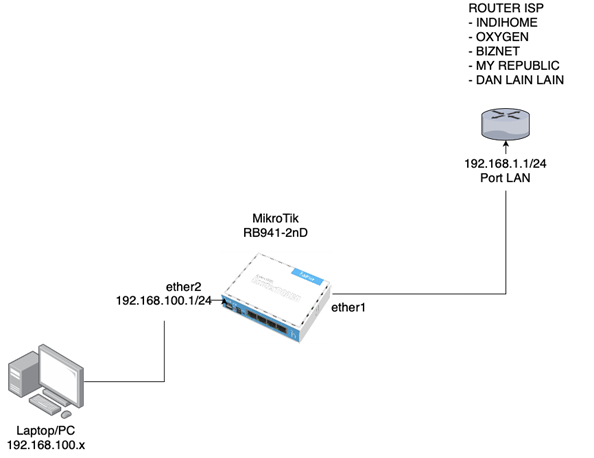 ROUTER ISP
- INDIHOME
- OXYGEN
- BIZNET
- MY REPUBLIC
- DAN LAIN LAIN
192.168.1.1/24
Port LAN
MikroTik
RB941-2nD
ether2
192.168.100.1/24
ether1
Laptop/PC
192.168.100.x